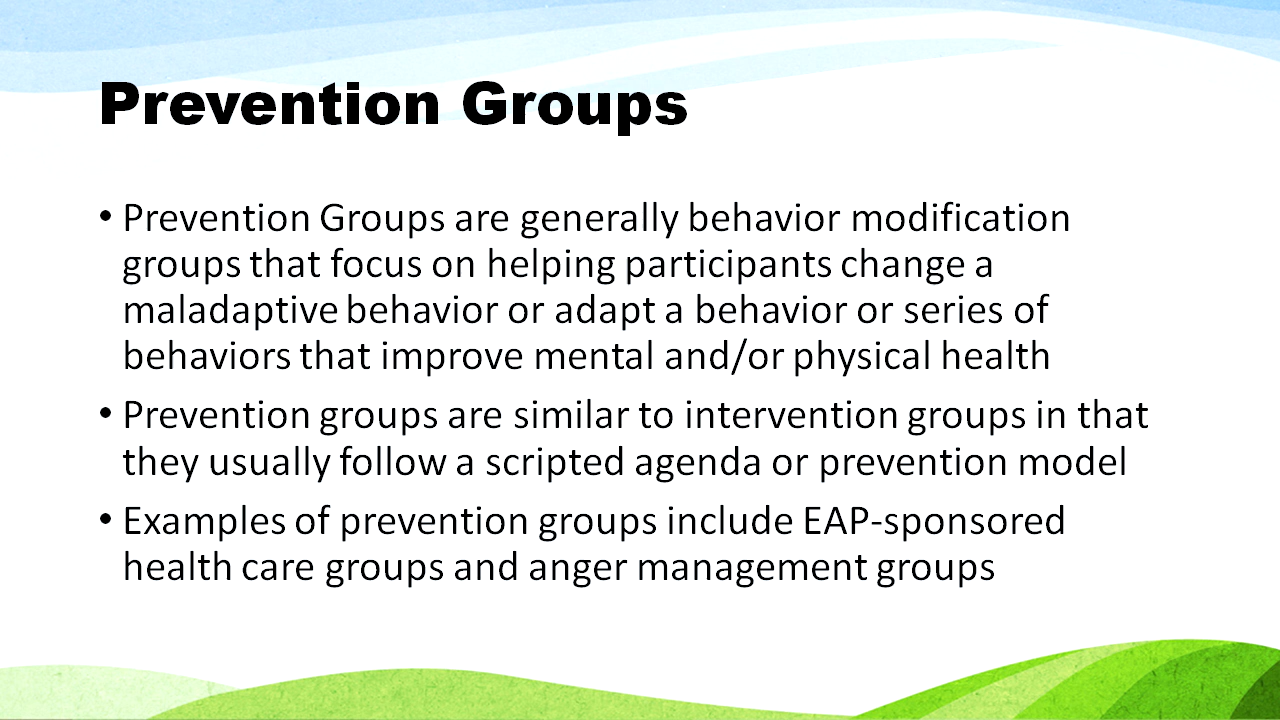 Prevention Groups
• Prevention Groups are generally behavior modification
groups that focus on helping participants change a
maladaptive behavior or adapt a behavior or series of
behaviors that improve mental and/or physical health
• Prevention groups are similar to intervention groups in that
they usually follow a scripted agenda or prevention model
• Examples of prevention groups include EAP-sponsored
health care groups and anger management groups